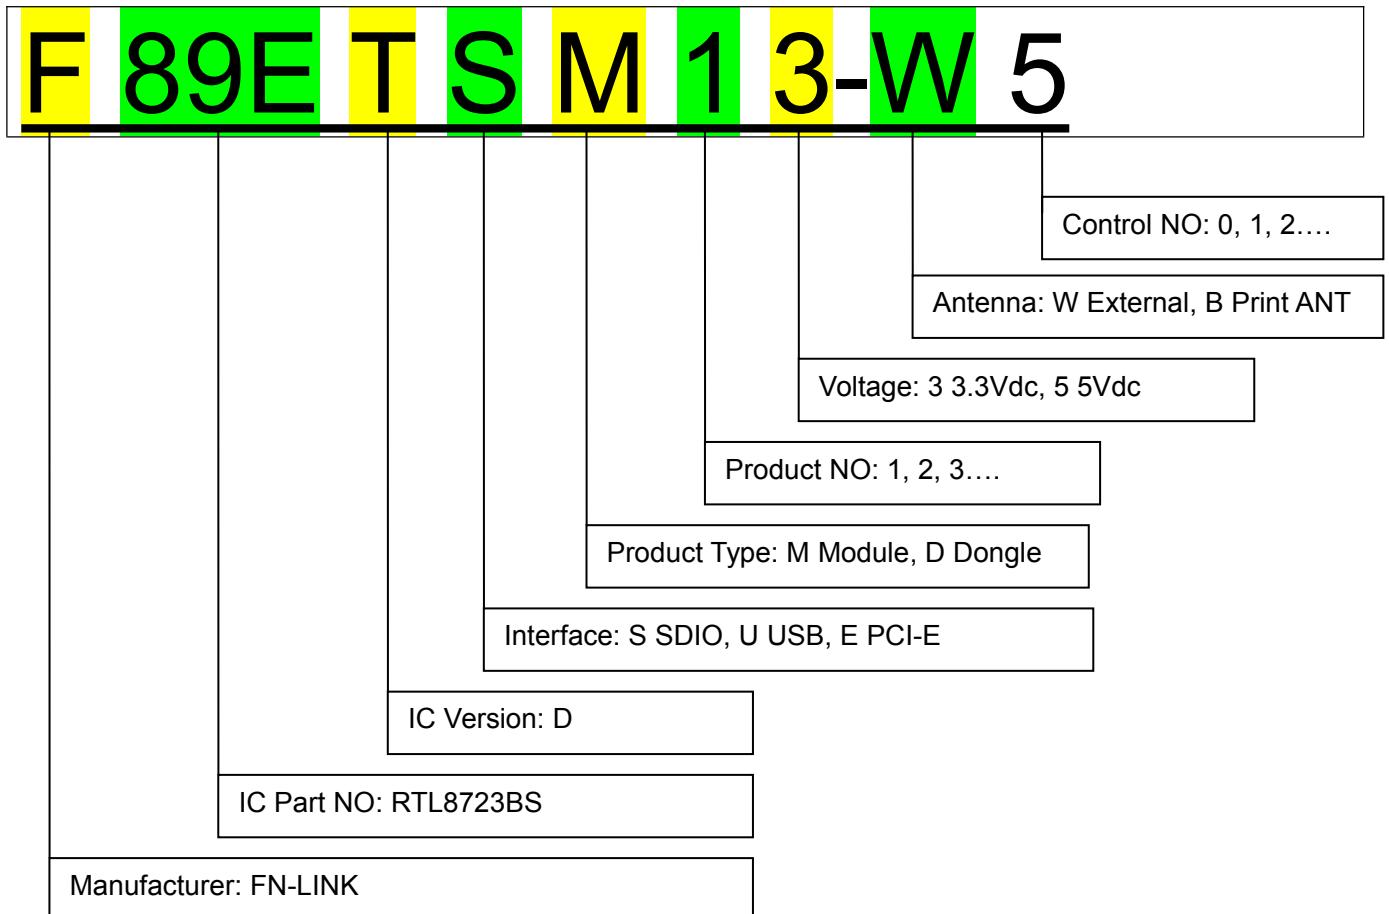 F 89E T S M 1 3-W 5
Control NO: 0, 1, 2….
Antenna: W External, B Print ANT
Voltage: 3 3.3Vdc, 5 5Vdc
Product NO: 1, 2, 3….
Product Type: M Module, D Dongle
Interface: S SDIO, U USB, E PCI-E
IC Version: D
IC Part NO: RTL8723BS
Manufacturer: FN-LINK